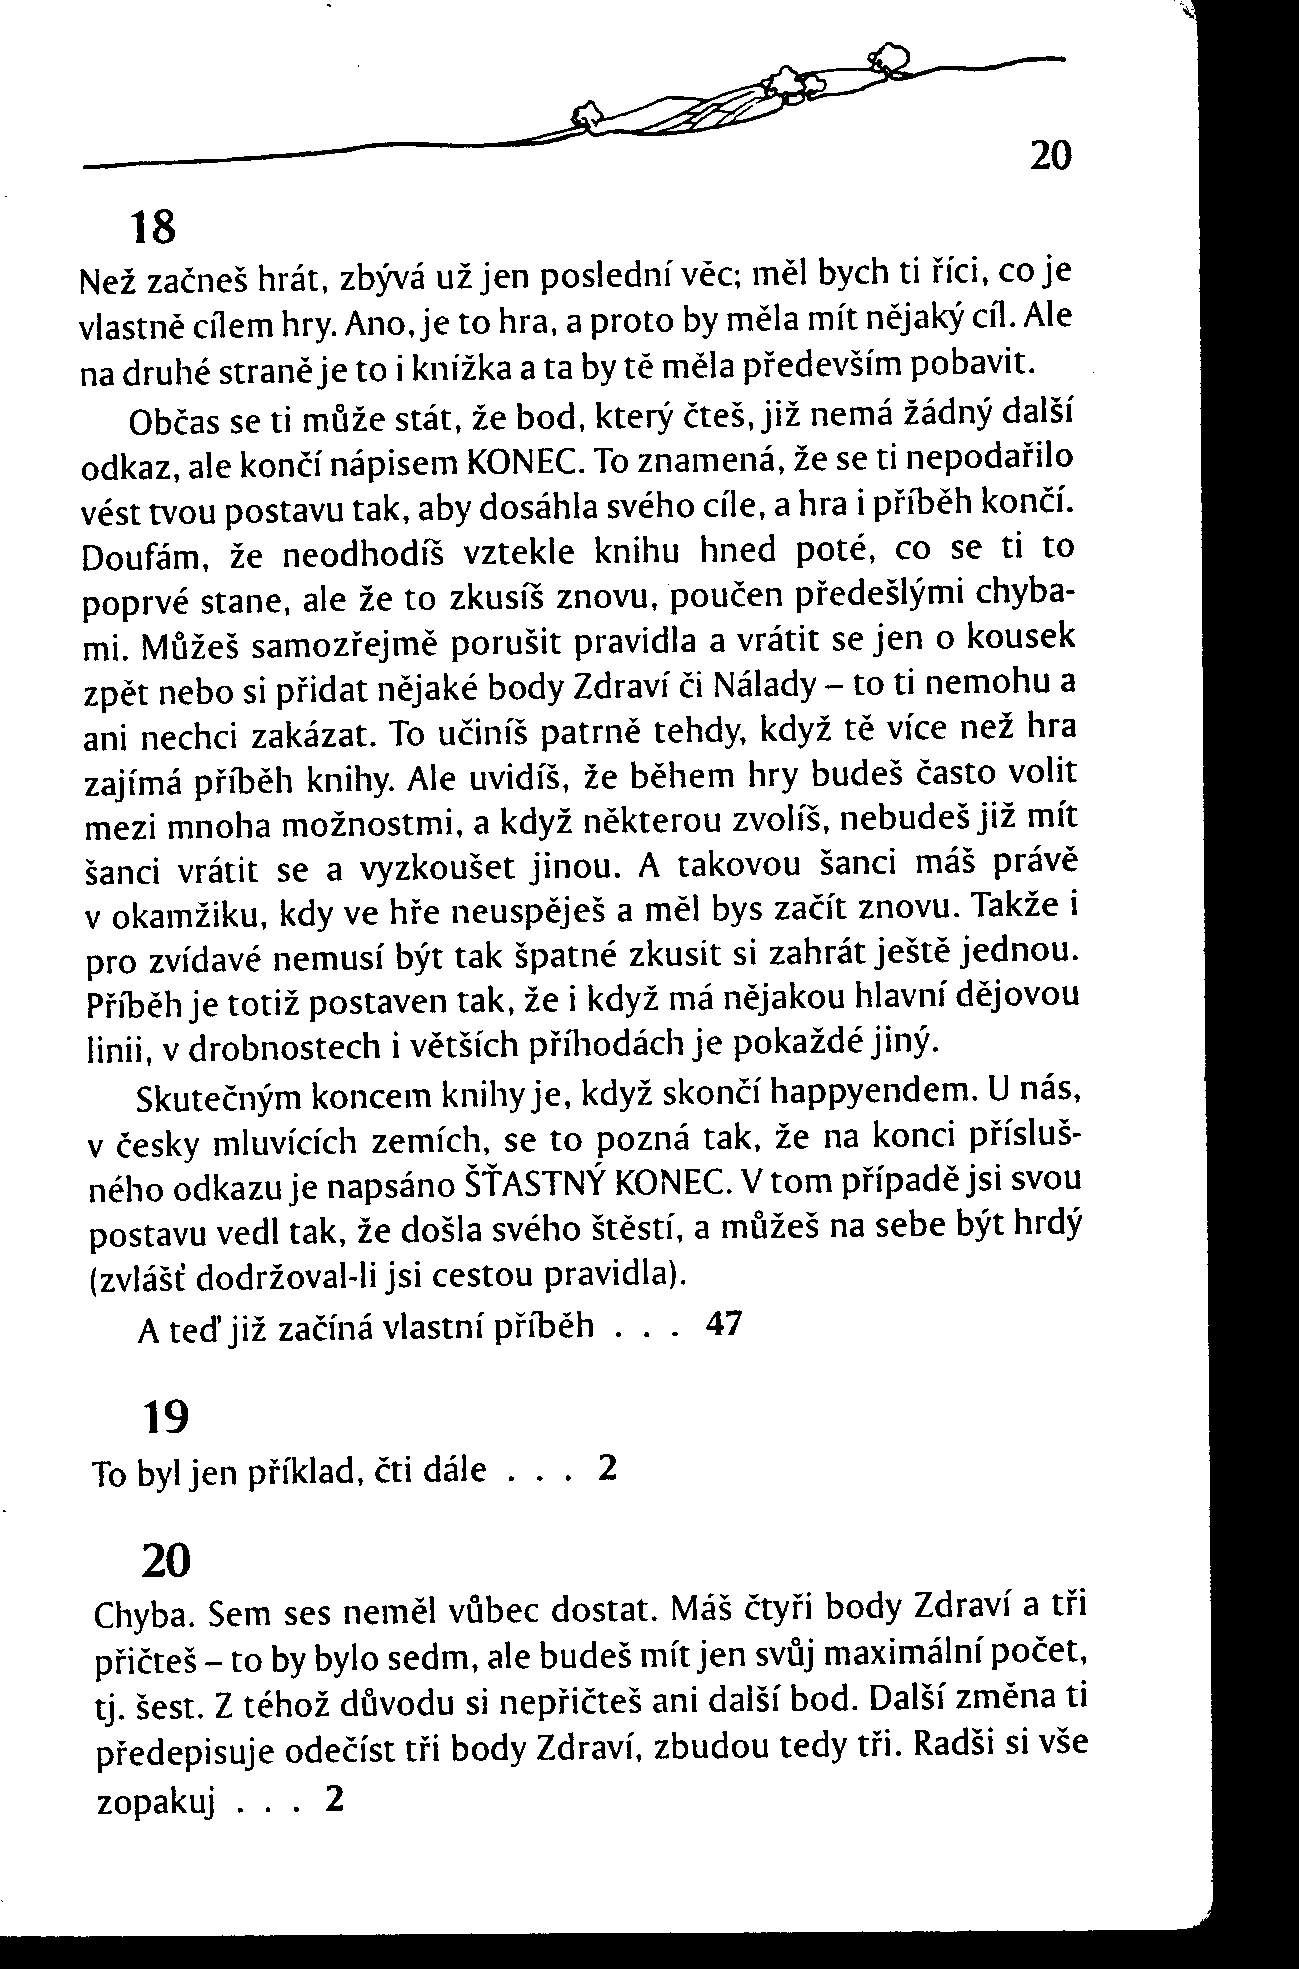 20
18
Než začneš hrát, zbývá už jen poslední věc; měl bych ti říci, co je
vlastně cílem hry. Ano, je to hra, a proto by měla mít nějaký cíl. Ale
na druhé straně je to i knížka a ta by tě měla především pobavit.
Občas se ti může stát, že bod, který čteš, již nemá žádný další
odkaz, ale končí nápisem KONEC. To znamená, že se ti nepodařilo
vést tvou postavu tak, aby dosáhla svého cíle, a hra i příběh končí.
Doufám, že neodhodíš vztekle knihu hned poté, co se ti to
poprvé stane, ale že to zkusíš znovu, poučen předešlými chyba-
mi. Můžeš samozřejmě porušit pravidla a vrátit se jen o kousek
zpět nebo si přidat nějaké body Zdraví či Nálady – to ti nemohu a
ani nechci zakázat. To učiníš patrně tehdy, když tě více než hra
zajímá příběh knihy. Ale uvidíš, že během hry budeš často volit
mezi mnoha možnostmi, a když některou zvolíš, nebudeš již mít
šanci vrátit se a vyzkoušet jinou. A takovou šanci máš právě
v okamžiku, kdy ve hře neuspěješ a měl bys začít znovu. Takže i
pro zvídavé nemusí být tak špatné zkusit si zahrát ještě jednou.
Příběh je totiž postaven tak, že i když má nějakou hlavní dějovou
linii, v drobnostech i větších příhodách je pokaždé jiný.
Skutečným koncem knihy je, když skončí happyendem. U nás,
v česky mluvících zemích, se to pozná tak, že na konci přísluš-
ného odkazu je napsáno ŠŤASTNÝ KONEC. V tom případě jsi svou
postavu vedl tak, že došla svého štěstí, a můžeš na sebe být hrdý
(zvlášť dodržoval-li jsi cestou pravidla).
A teď již začíná vlastní příběh . . . 47
19
To byl jen příklad, čti dále . . . 2
20
Chyba. Sem ses neměl vůbec dostat. Máš čtyři body Zdraví a tři
přičteš – to by bylo sedm, ale budeš mít jen svůj maximální počet,
tj. šest. Z téhož důvodu si nepřičteš ani další bod. Další změna ti
předepisuje odečíst tři body Zdraví, zbudou tedy tři. Radši si vše
zopakuj . . . 2